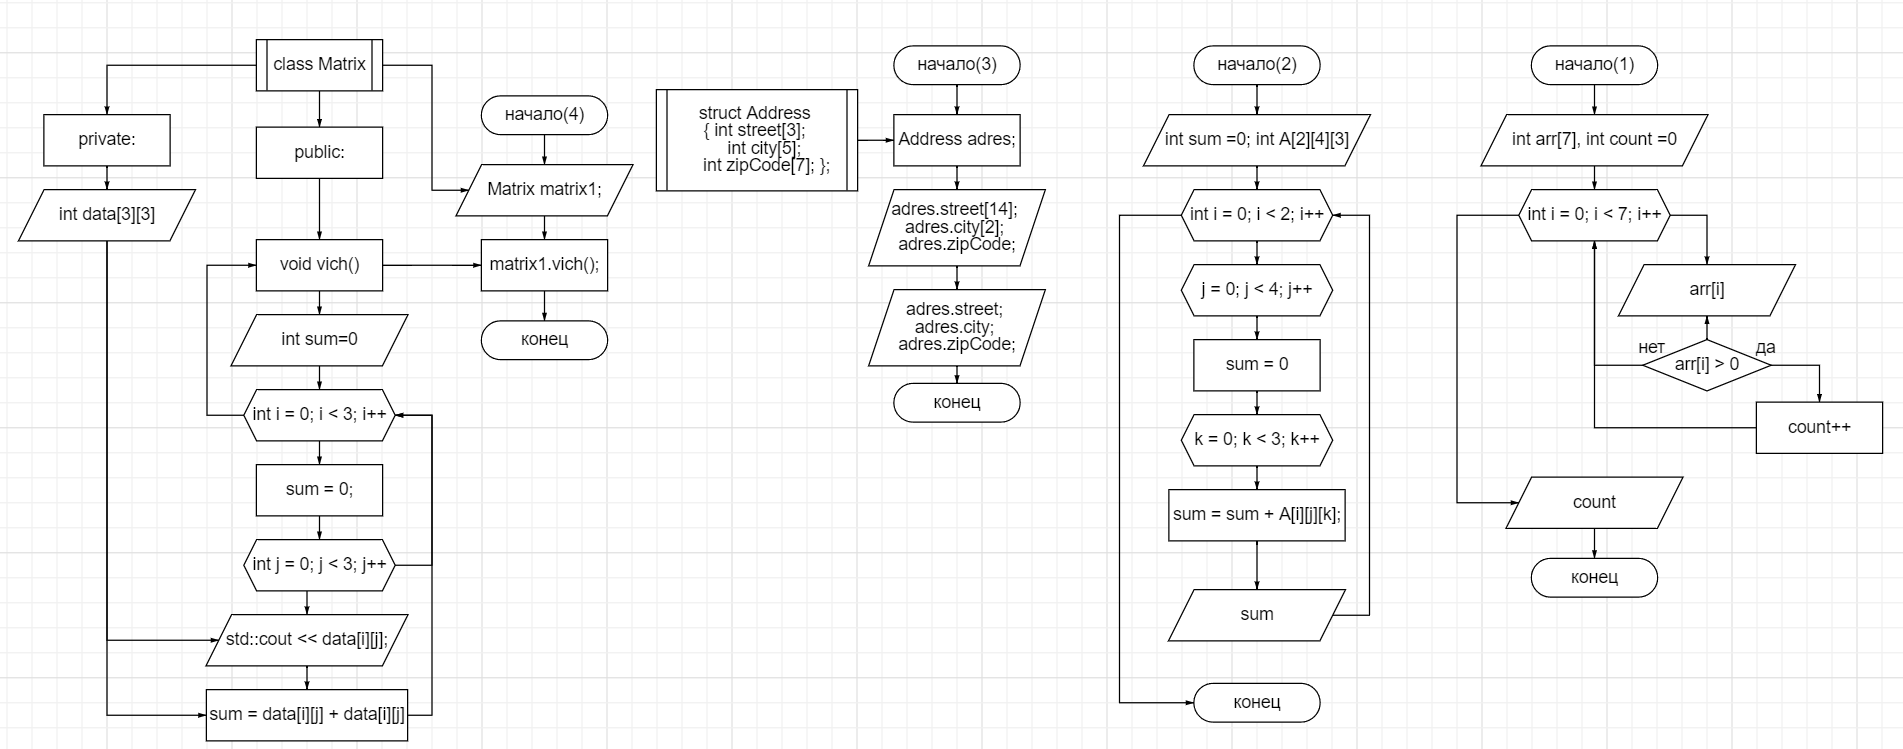 class Matrix
private:
int data[3][3]
public:
void vich()
int sum=0
int i = 0; i < 3; i++
sum = 0;
int j = 0; j < 3; j++
std::cout << data[i][j];
sum = data[i][j] + data[i][j]
начало(4)
Matrix matrix1;
matrix1.vich();
конец
struct Address
{ int street[3];
int city[5];
int zipCode[7]; };
начало(3)
Address adres;
adres.street[14];
adres.city[2];
adres.zipCode;
adres.street;
adres.city;
adres.zipCode;
конец
начало(2)
int sum =0; int A[2][4][3]
int i = 0; i < 2; i++
j = 0; j < 4; j++
sum = 0
k = 0; k < 3; k++
sum = sum + A[i][j][k];
sum
конец
начало(1)
int arr[7], int count =0
int i = 0; i < 7; i++
arr[i]
нет
да
arr[i] > 0
count++
count
конец